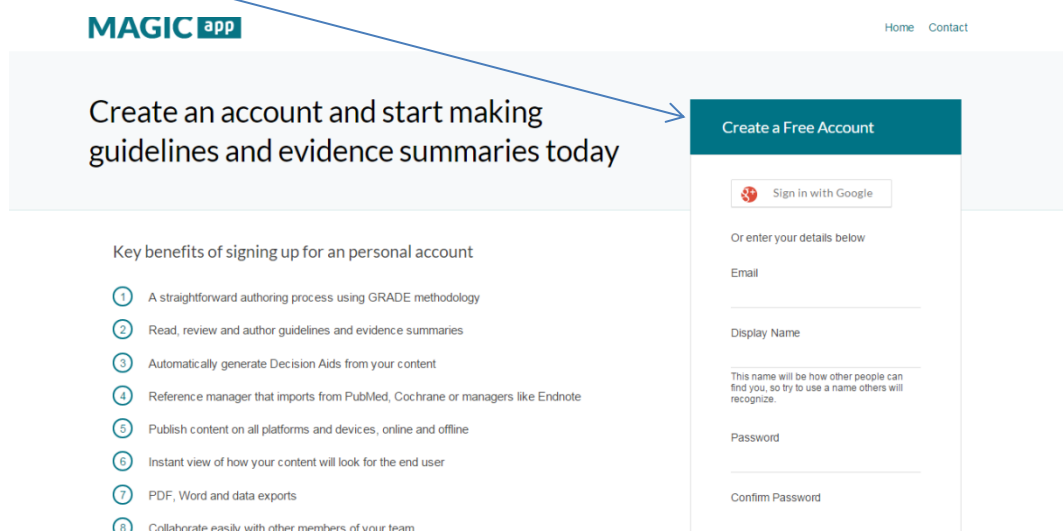 MAGIC app
Home Contact
Create an account and start making
guidelines and evidence summaries today
Key benefits of signing up for an personal account
1 A straightforward authoring process using GRADE methodology
2 Read, review and author guidelines and evidence summaries
3 Automatically generate Decision Aids from your content
4 Reference manager that imports from PubMed, Cochrane or managers like Endnote
5 Publish content on all platforms and devices, online and offline
6 Instant view of how your content will look for the end user
7 PDF, Word and data exports
8 Collaborate easily with other members of your team
Create a Free Account
g+ Sign in with Google
Or enter your details below
Email
Display Name
This name will be how other people can
find you, so try to use a name others will
recognize.
Password
Confirm Password